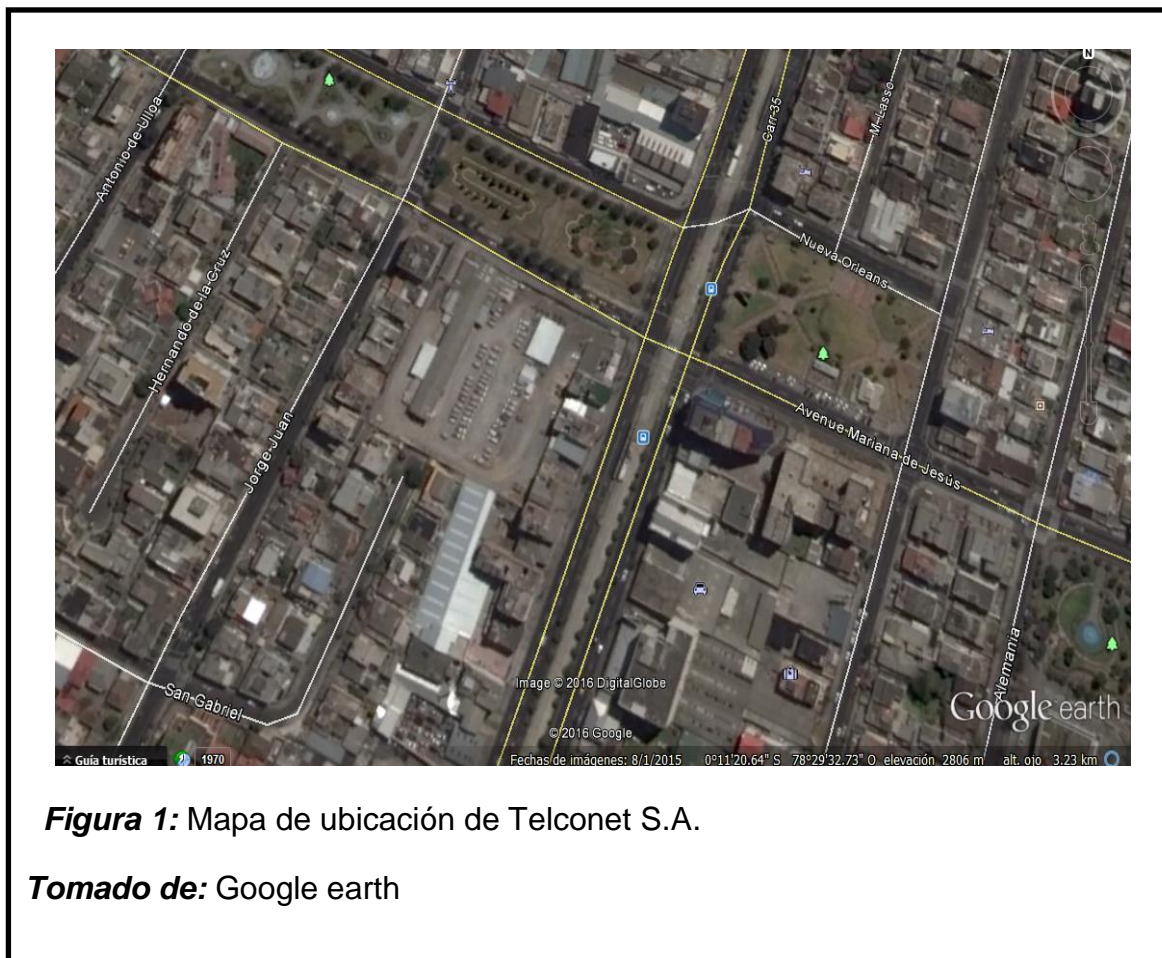 N
Antonio de Ulloa
Carr 35
M. Lasso
Hernando de la Cruz
Nueva Orleans
Jorge Juan
Avenue Mariana de Jesús
San Gabriel
Alemania
Image © 2016 DigitalGlobe
Google earth
© 2016 Google
Guía turística
1970
Fechas de imágenes: 8/1/2015 0°11'20.64" S 78°29'32.73" O elevación 2806 m alt. ojo 3.23 km
Figura 1: Mapa de ubicación de Telconet S.A.
Tomado de: Google earth